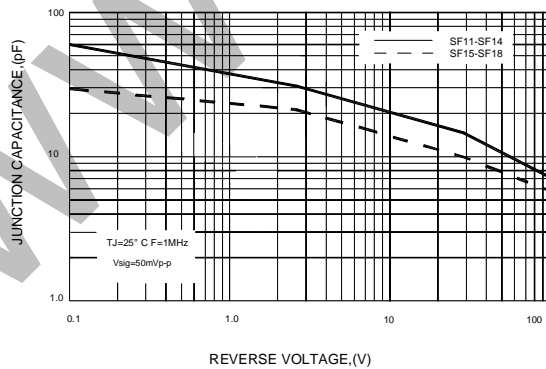 100
SF11-SF14
SF15-SF18
JUNCTION CAPACITANCE,(pF)
10
TJ=25° C F=1MHz
Vsig=50mVp-p
1.0
0.1
1.0
10
100
REVERSE VOLTAGE,(V)